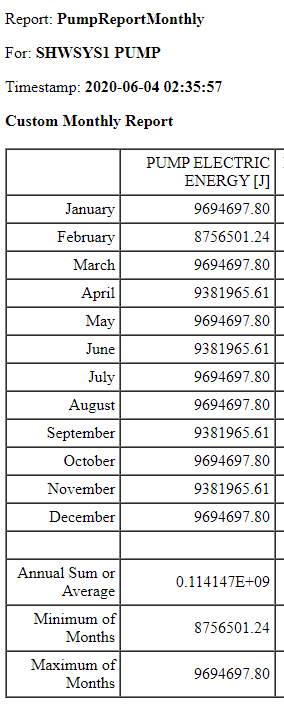 Report: PumpReportMonthly
For: SHWSYS1 PUMP
Timestamp: 2020-06-04 02:35:57
Custom Monthly Report
PUMP ELECTRIC
ENERGY [J]
January 9694697.80
February 8756501.24
March 9694697.80
April 9381965.61
May 9694697.80
June 9381965.61
July 9694697.80
August 9694697.80
September 9381965.61
October 9694697.80
November 9381965.61
December 9694697.80
Annual Sum or
Average 0.114147E+09
Minimum of
Months 8756501.24
Maximum of
Months 9694697.80